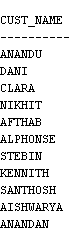 CUST_NAME
----------
ANANDU
DANI
CLARA
NIKHIT
AFTHAB
ALPHONSE
STEBIN
KENNITH
SANTHOSH
AISHWARYA
ANANDAN